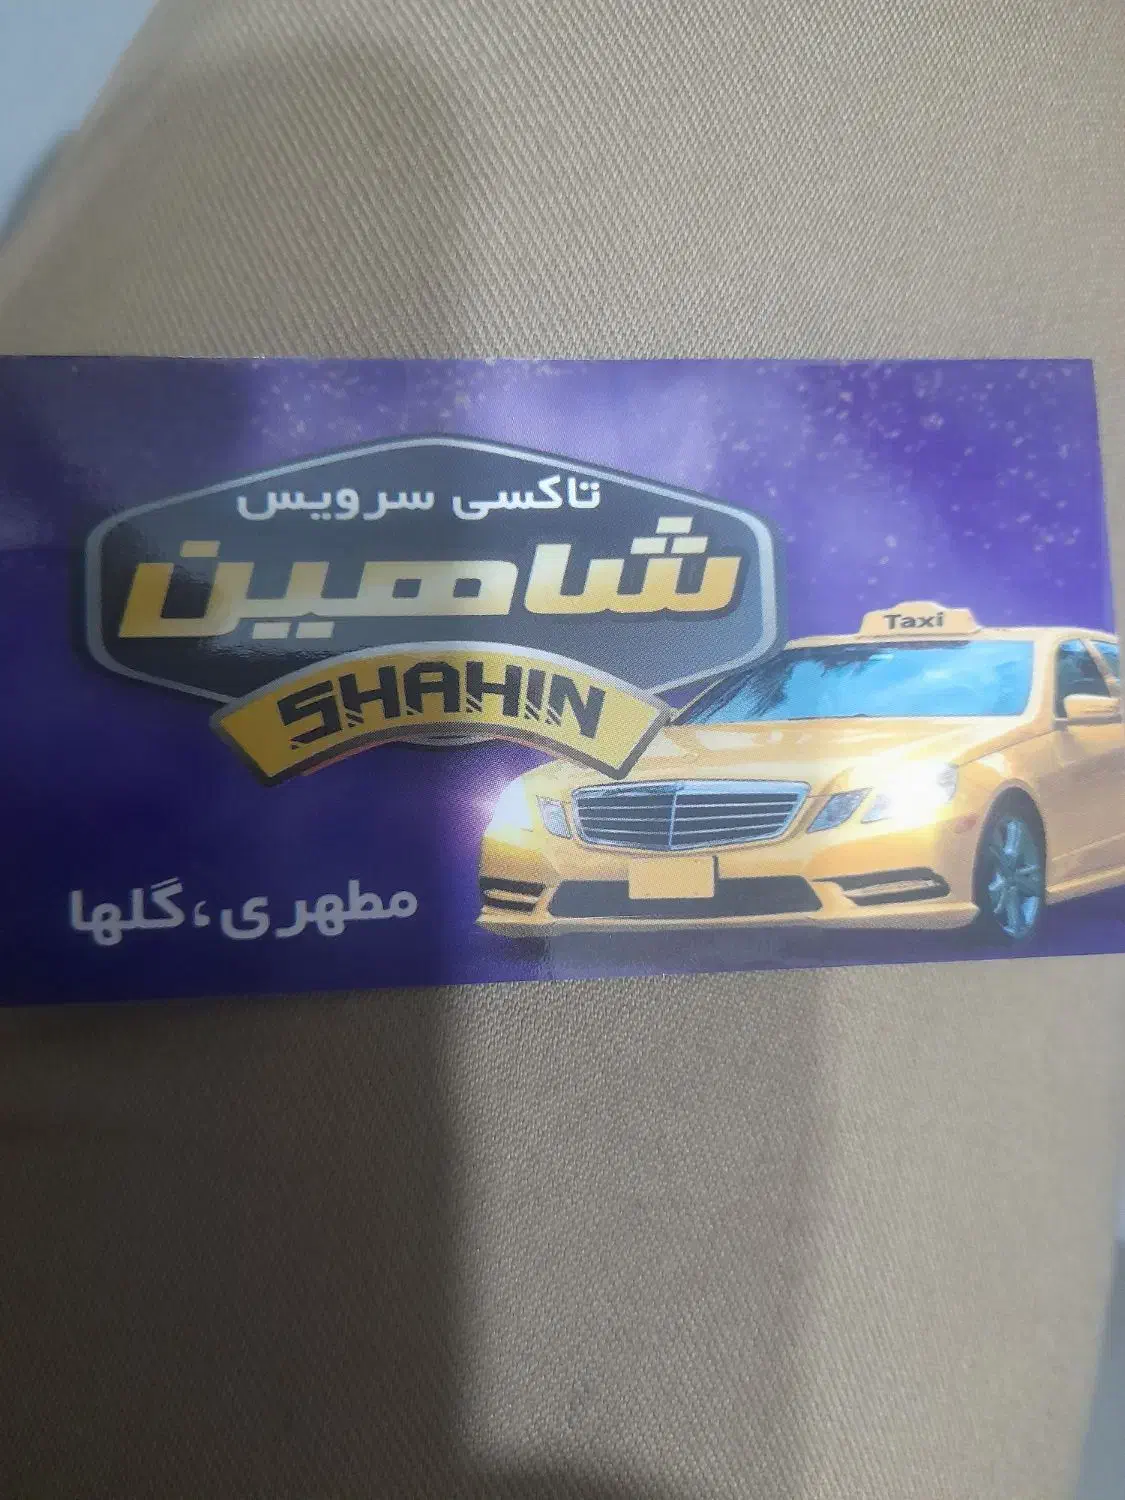 تاکسی سرویس
شاهین
SHAHIN
Taxi
مطهری، گلها